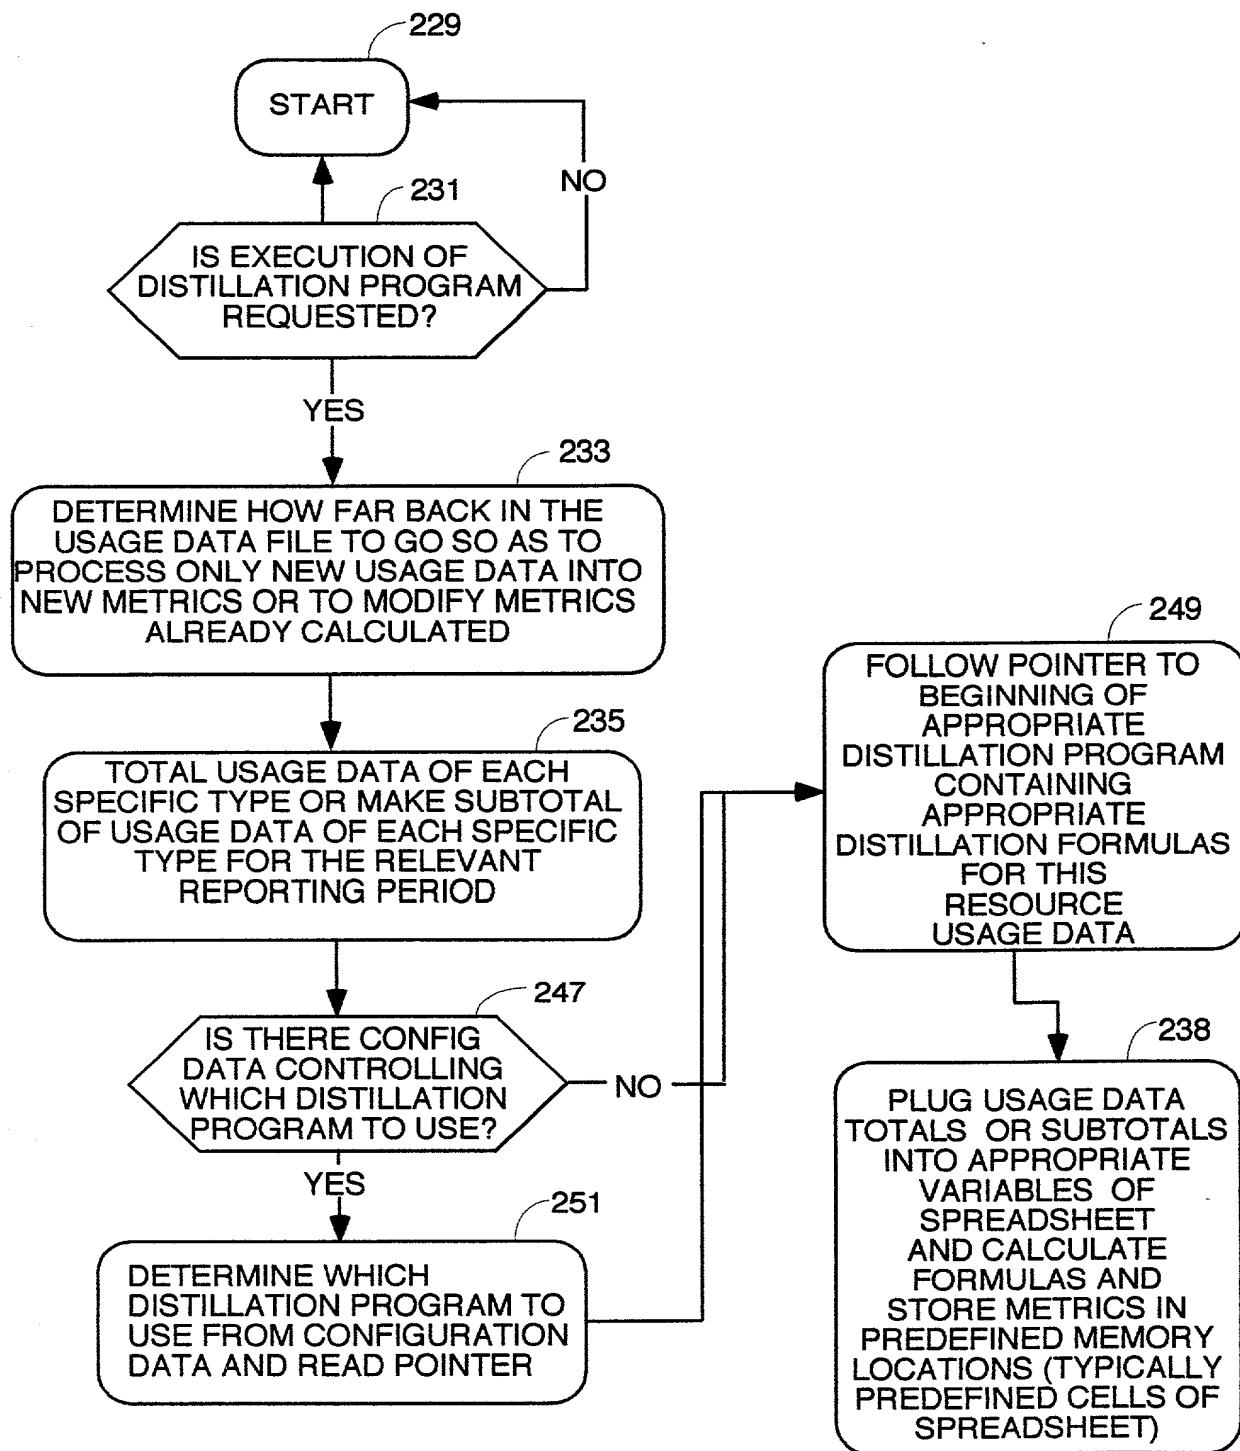 229
START
NO
231
IS EXECUTION OF
DISTILLATION PROGRAM
REQUESTED?
YES
233
DETERMINE HOW FAR BACK IN THE
USAGE DATA FILE TO GO SO AS TO
PROCESS ONLY NEW USAGE DATA INTO
NEW METRICS OR TO MODIFY METRICS
ALREADY CALCULATED
235
TOTAL USAGE DATA OF EACH
SPECIFIC TYPE OR MAKE SUBTOTAL
OF USAGE DATA OF EACH SPECIFIC
TYPE FOR THE RELEVANT
REPORTING PERIOD
247
IS THERE CONFIG
DATA CONTROLLING
WHICH DISTILLATION
PROGRAM TO USE?
NO
YES
251
DETERMINE WHICH
DISTILLATION PROGRAM TO
USE FROM CONFIGURATION
DATA AND READ POINTER
249
FOLLOW POINTER TO
BEGINNING OF
APPROPRIATE
DISTILLATION PROGRAM
CONTAINING
APPROPRIATE
DISTILLATION FORMULAS
FOR THIS
RESOURCE
USAGE DATA
238
PLUG USAGE DATA
TOTALS OR SUBTOTALS
INTO APPROPRIATE
VARIABLES OF
SPREADSHEET
AND CALCULATE
FORMULAS AND
STORE METRICS IN
PREDEFINED MEMORY
LOCATIONS (TYPICALLY
PREDEFINED CELLS OF
SPREADSHEET)